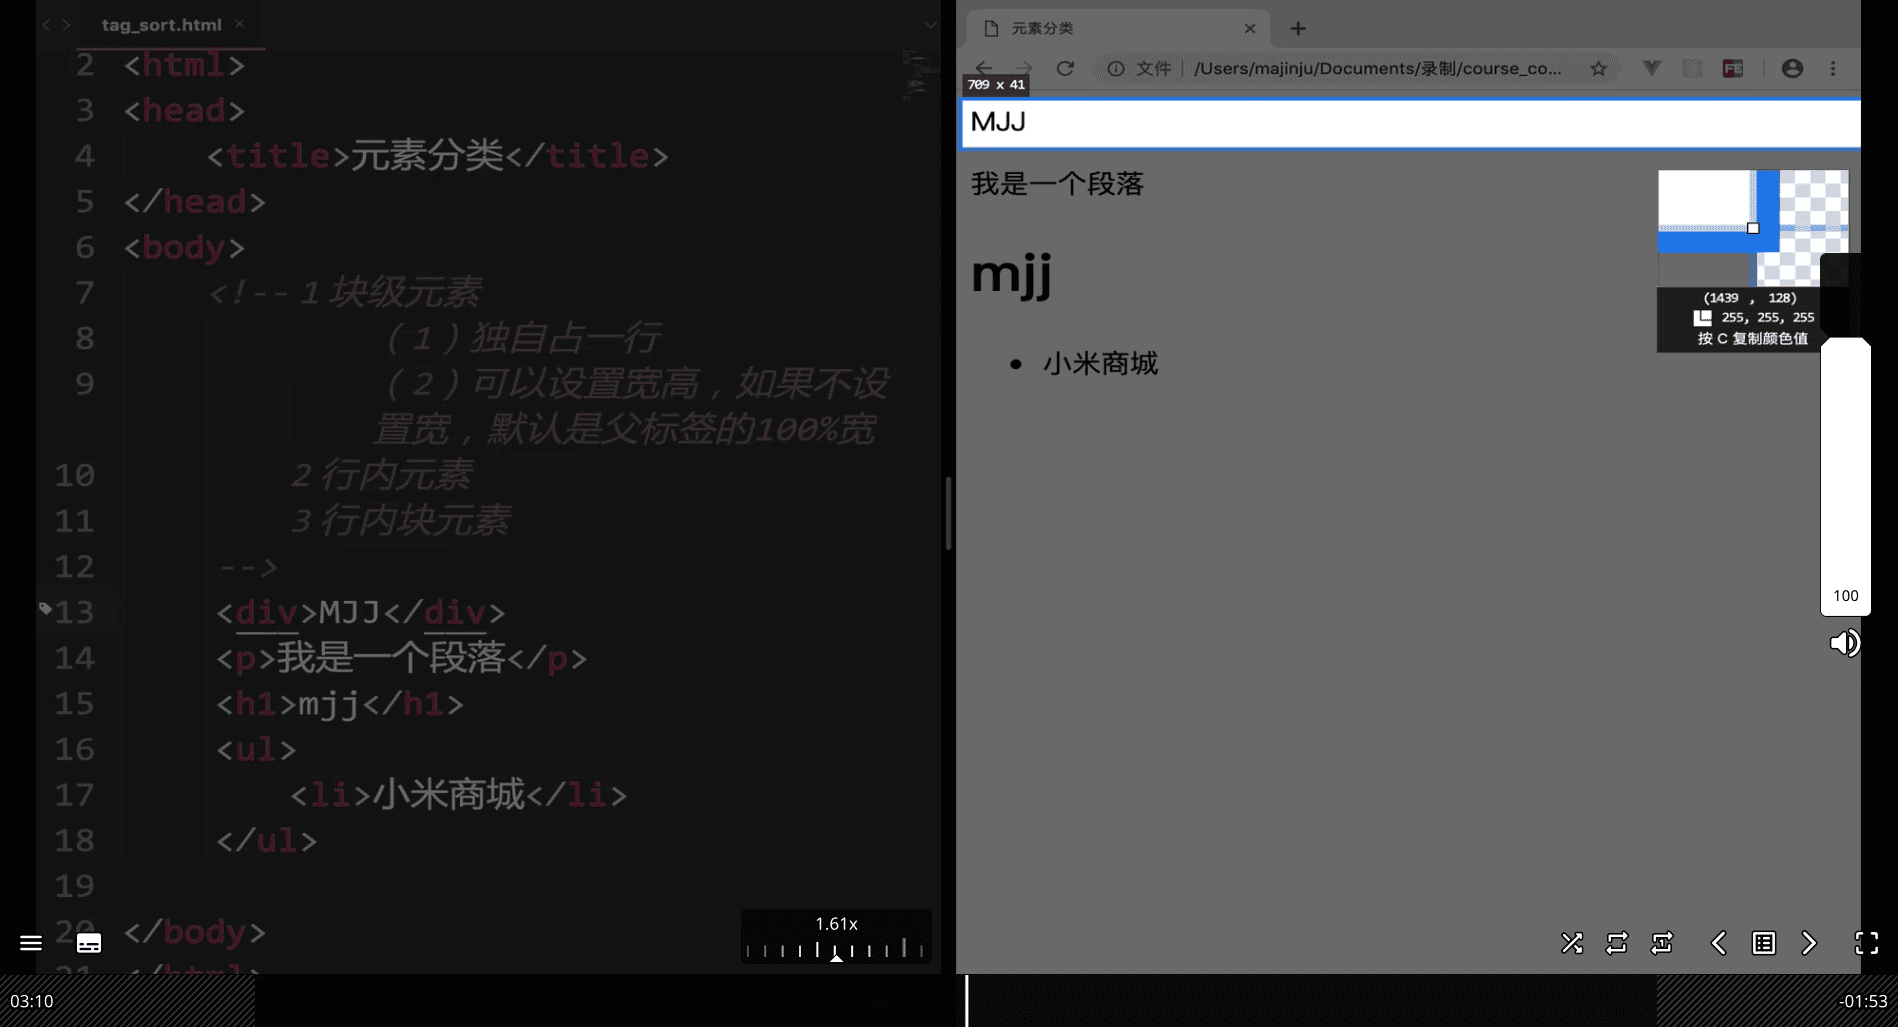 tag_sort.html
2 <html>
3 <head>
4 <title>元素分类</title>
5 </head>
6 <body>
7 <!-- 1 块级元素
8 （1）独自占一行
9 （2）可以设置宽高，如果不设
置宽，默认是父标签的100%宽
10 2 行内元素
11 3 行内块元素
12 -->
13 <div>MJJ</div>
14 <p>我是一个段落</p>
15 <h1>mjj</h1>
16 <ul>
17 <li>小米商城</li>
18 </ul>
19
20 </body>
21 </html>
元素分类
文件 /Users/majinju/Documents/录制/course_co...
FE
709 x 41
MJJ
我是一个段落
mjj
• 小米商城
(1439 , 128)
255, 255, 255
按 C 复制颜色值
100
1.61x
03:10
-01:53